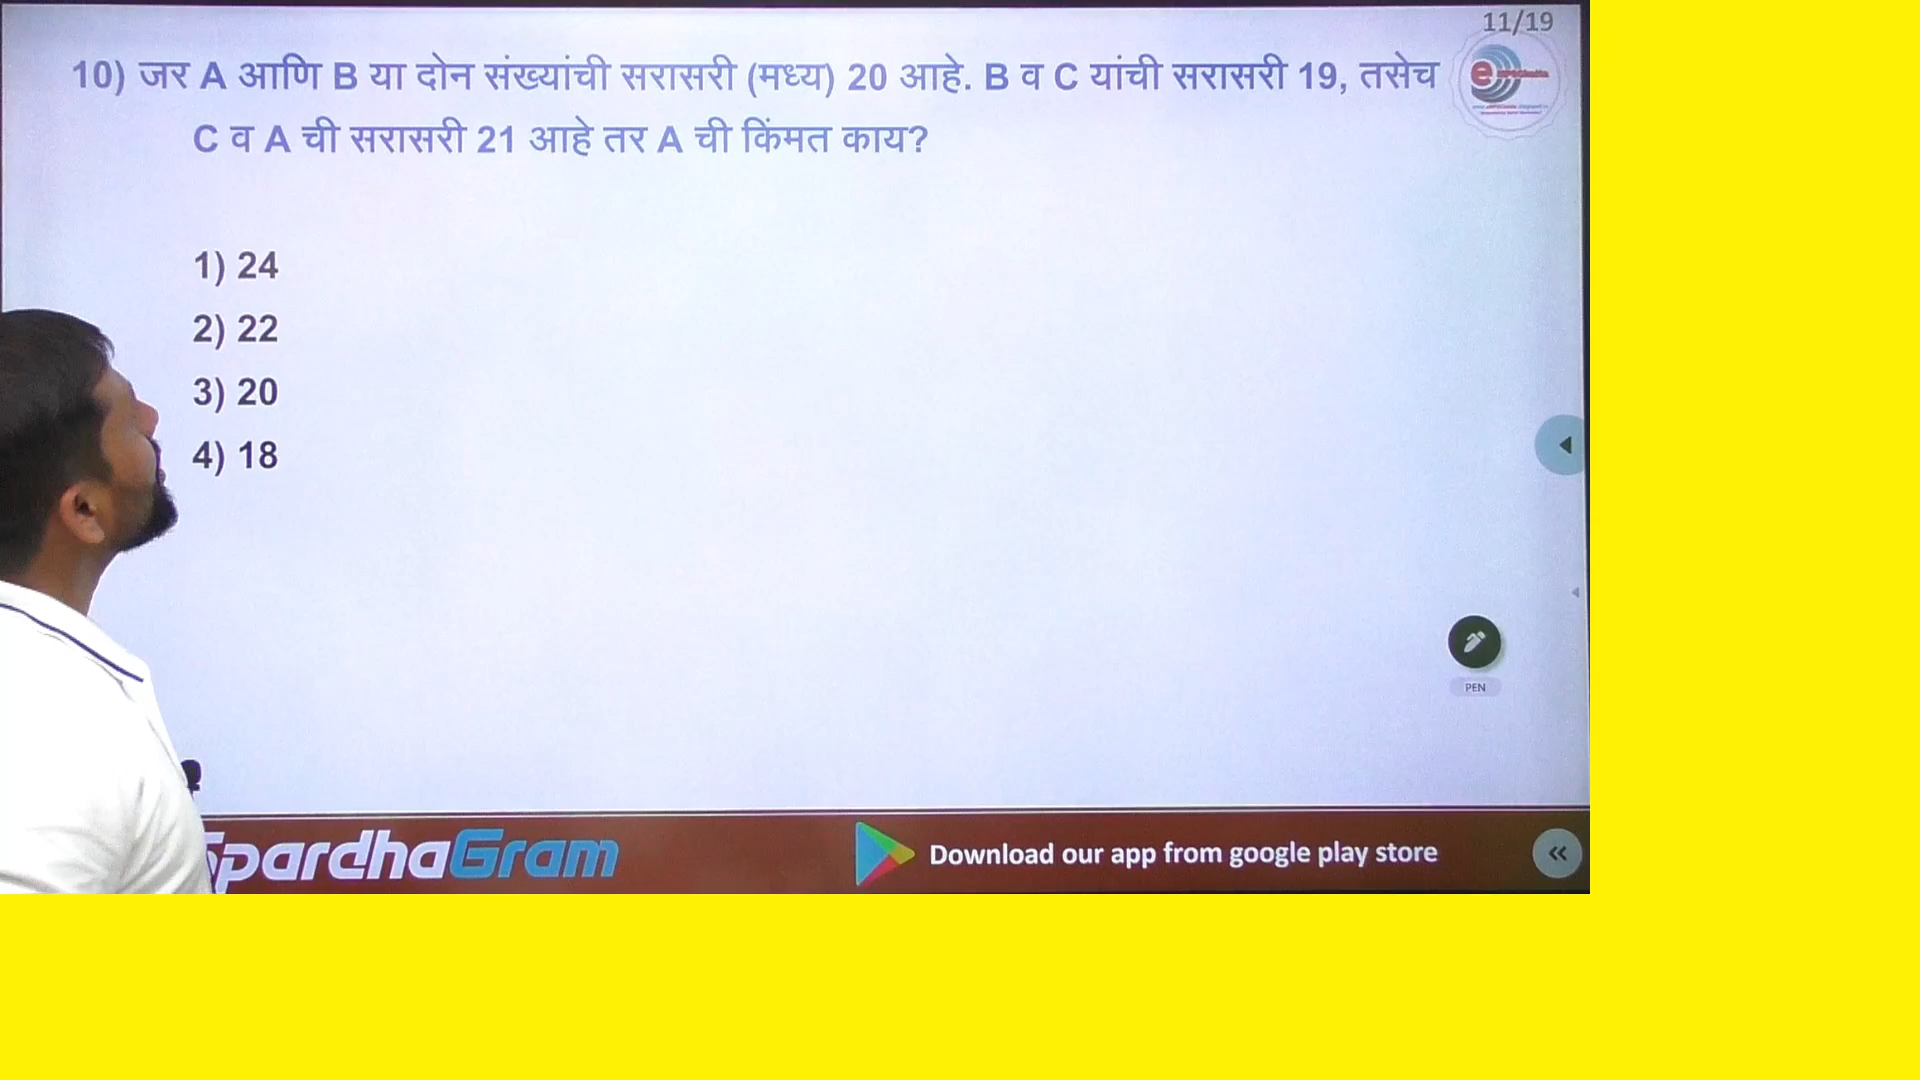 11/19
10) जर A आणि B या दोन संख्यांची सरासरी (मध्य) 20 आहे. B व C यांची सरासरी 19, तसेच
C व A ची सरासरी 21 आहे तर A ची किंमत काय?
1) 24
2) 22
3) 20
4) 18
PEN
SpardhaGram
Download our app from google play store